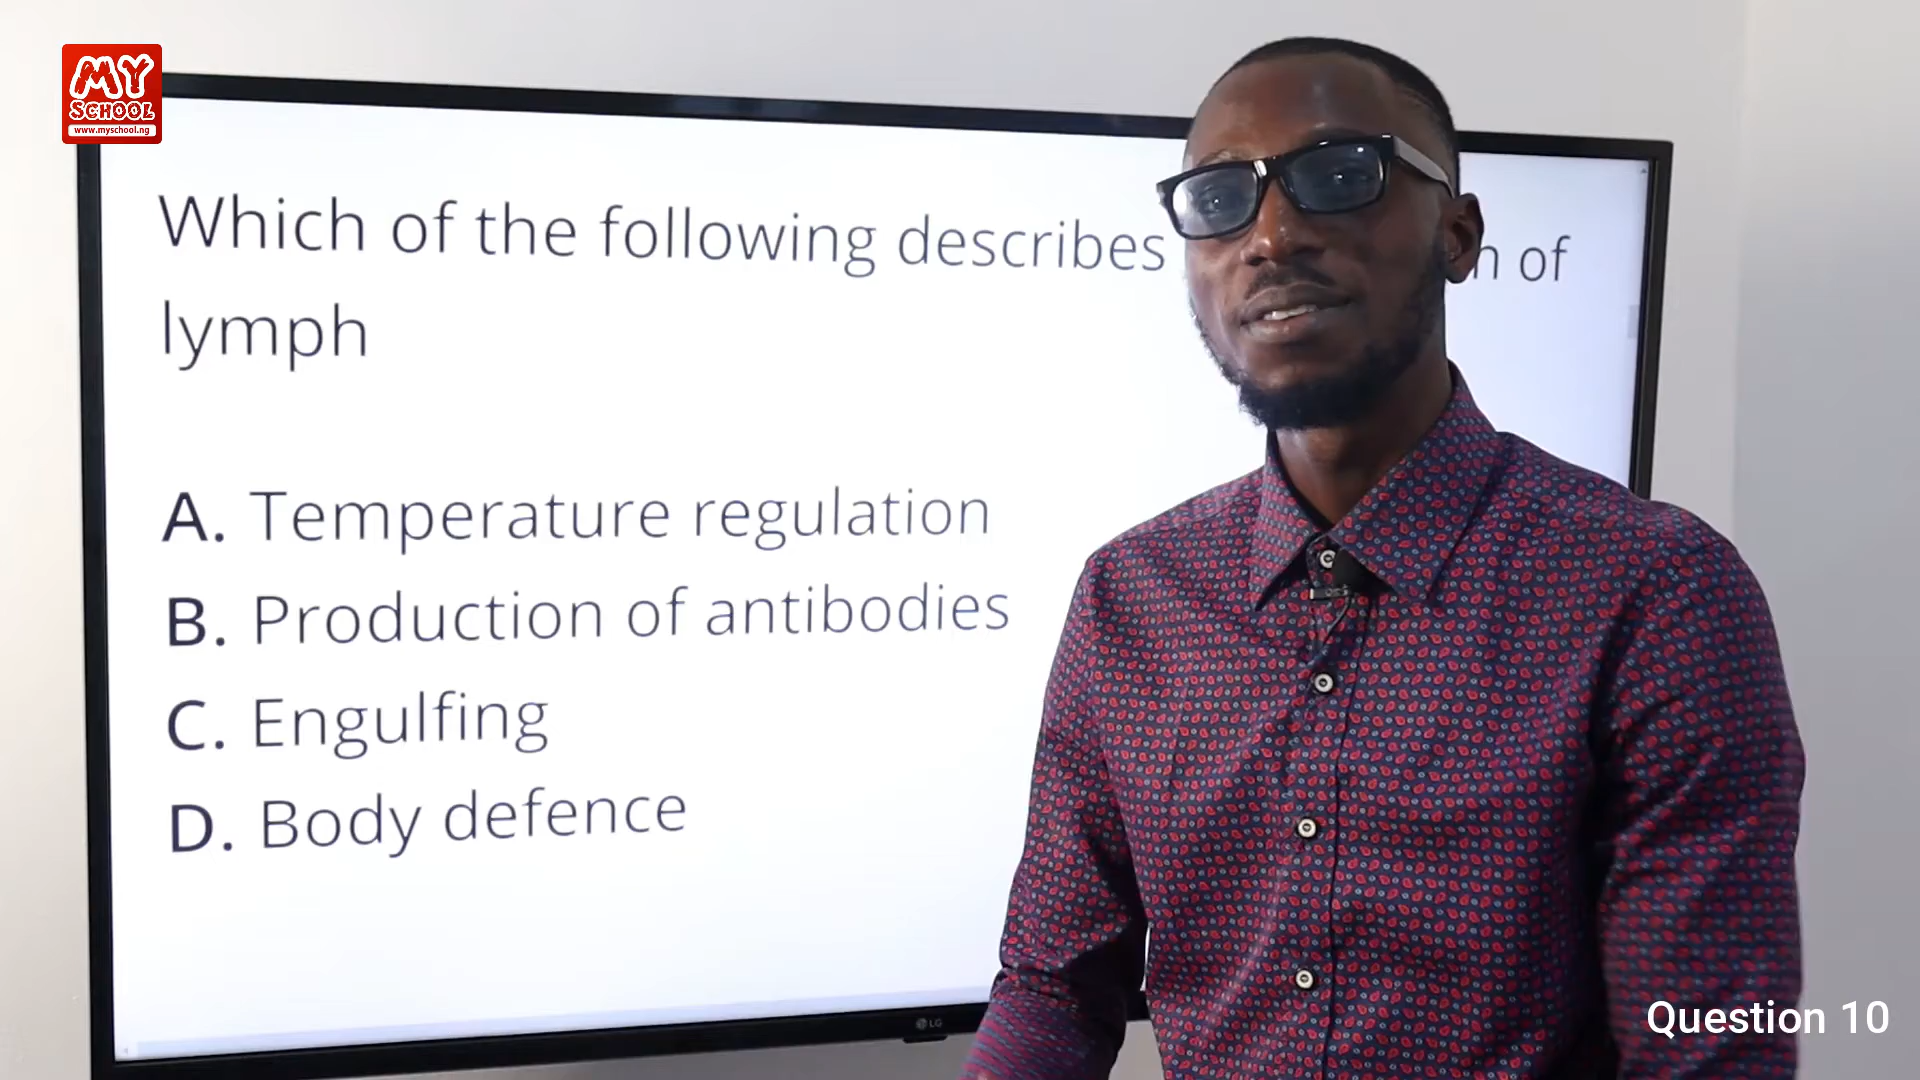 MY
SCHOOL
www.myschool.ng
Which of the following describes n of
lymph
A. Temperature regulation
B. Production of antibodies
C. Engulfing
D. Body defence
LG
Question 10